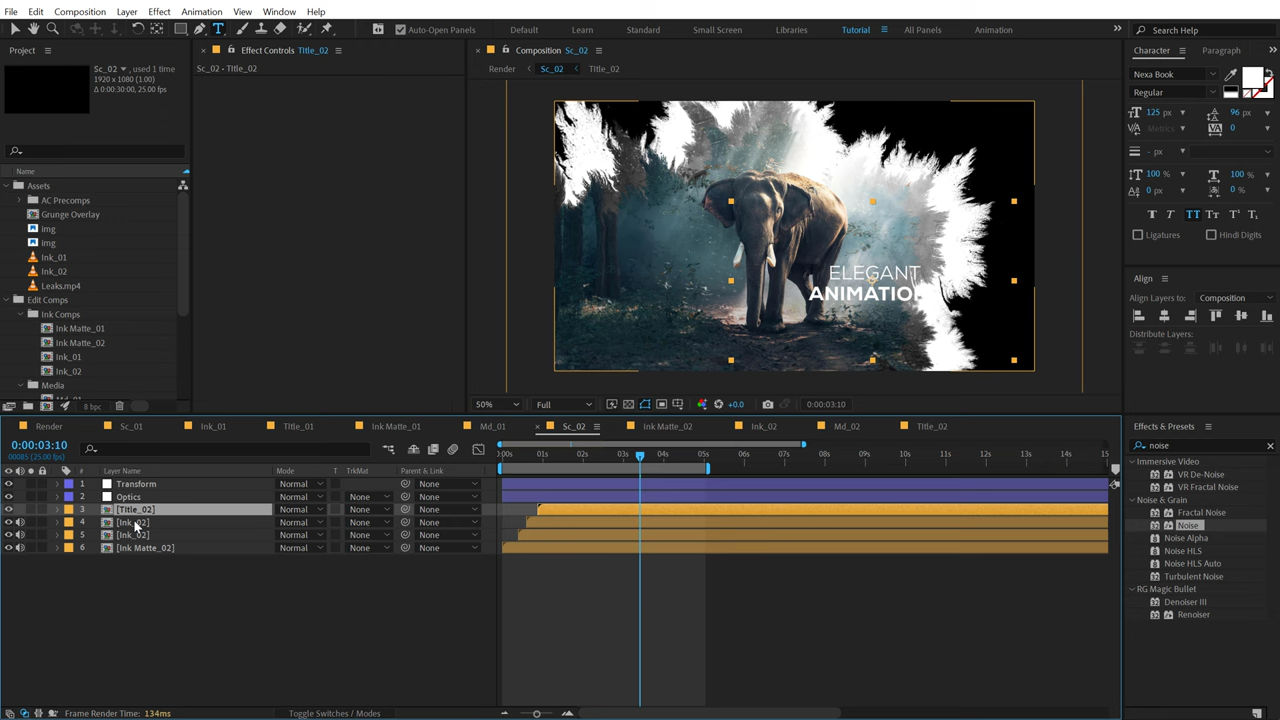 File Edit Composition Layer Effect Animation View Window Help
Auto-Open Panels Default Learn Standard Small Screen Libraries Tutorial All Panels Animation Search Help
Project Effect Controls Title_02 Composition Sc_02 Character Paragraph
Sc_02, used 1 time
1920 x 1080 (1.00)
Δ 0:00:30:00, 25.00 fps
Sc_02 • Title_02
Render Sc_02 Title_02
Nexa Book
Regular
125 px 96 px
Metrics 0
- px
100 % 100 %
0 px 0 %
Ligatures Hindi Digits
Name
Assets
AC Precomps
Grunge Overlay
img
img
Ink_01
Ink_02
Leaks.mp4
Edit Comps
Ink Comps
Ink Matte_01
Ink Matte_02
Ink_01
Ink_02
Media
8 bpc
ELEGANT
ANIMATION
50% Full +0.0 0:00:03:10
Align
Align Layers to: Composition
Distribute Layers:
Render Sc_01 Ink_01 Title_01 Ink Matte_01 Md_01 Sc_02 Ink Matte_02 Ink_02 Md_02 Title_02
0:00:03:10
00085 (25.00 fps)
:00s 01s 02s 03s 04s 05s 06s 07s 08s 09s 10s 11s 12s 13s 14s 15
# Layer Name Mode T TrkMat Parent & Link
1 Transform Normal None
2 Optics Normal None None
3 [Title_02] Normal None None
4 [Ink_02] Normal None None
5 [Ink_02] Normal None None
6 [Ink Matte_02] Normal None None
Frame Render Time: 134ms Toggle Switches / Modes
Effects & Presets
noise
Immersive Video
VR De-Noise
VR Fractal Noise
Noise & Grain
Fractal Noise
Noise
Noise Alpha
Noise HLS
Noise HLS Auto
Turbulent Noise
RG Magic Bullet
Denoiser III
Renoiser